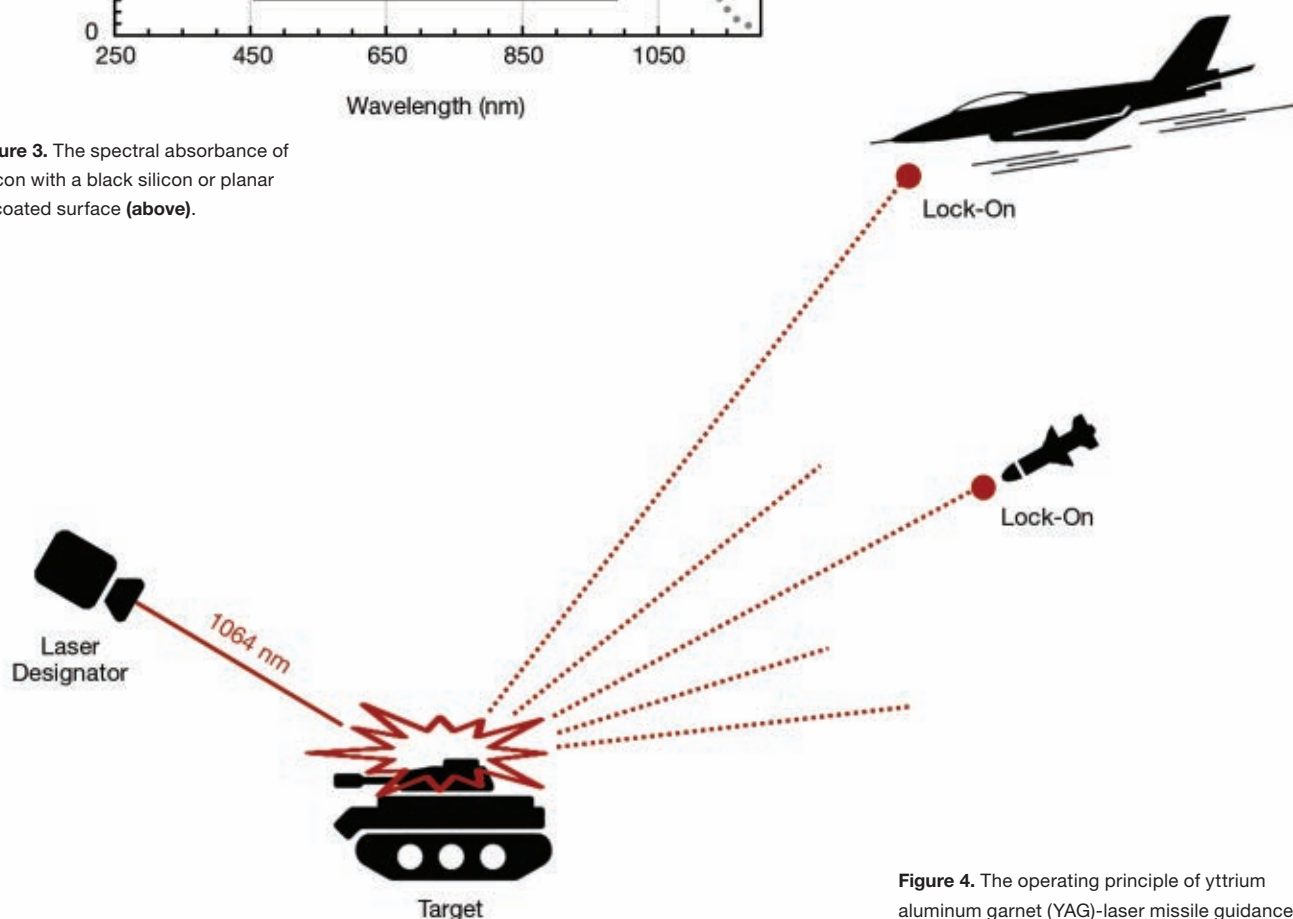 0
250 450 650 850 1050
Wavelength (nm)
3. The spectral absorbance of
with a black silicon or planar
surface (above).
Lock-On
Lock-On
1064 nm
Laser
Designator
Target
Figure 4. The operating principle of yttrium
aluminum garnet (YAG)-laser missile guidance